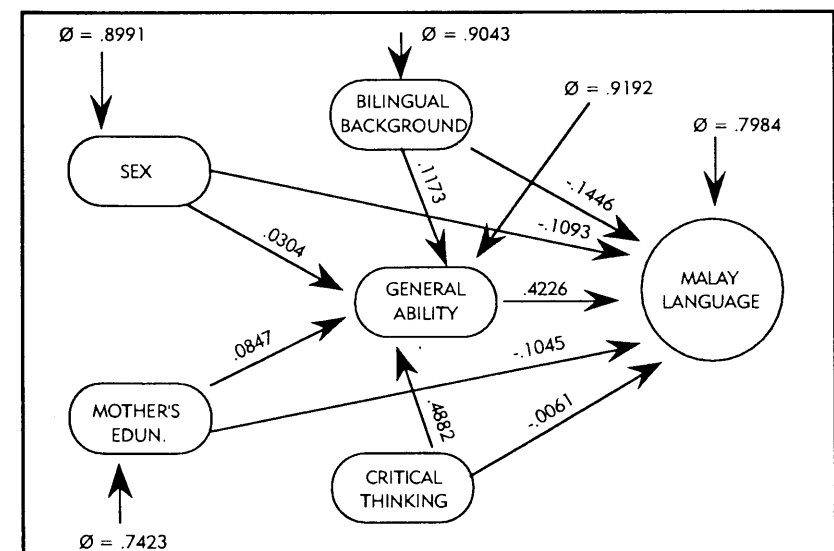 Ø = .8991
Ø = .9043
Ø = .9192
Ø = .7984
BILINGUAL
BACKGROUND
SEX
.1173
-.1446
-.1093
.0304
GENERAL
ABILITY
.4226
MALAY
LANGUAGE
.0847
-.1045
MOTHER'S
EDUN.
.4882
-.0061
CRITICAL
THINKING
Ø = .7423